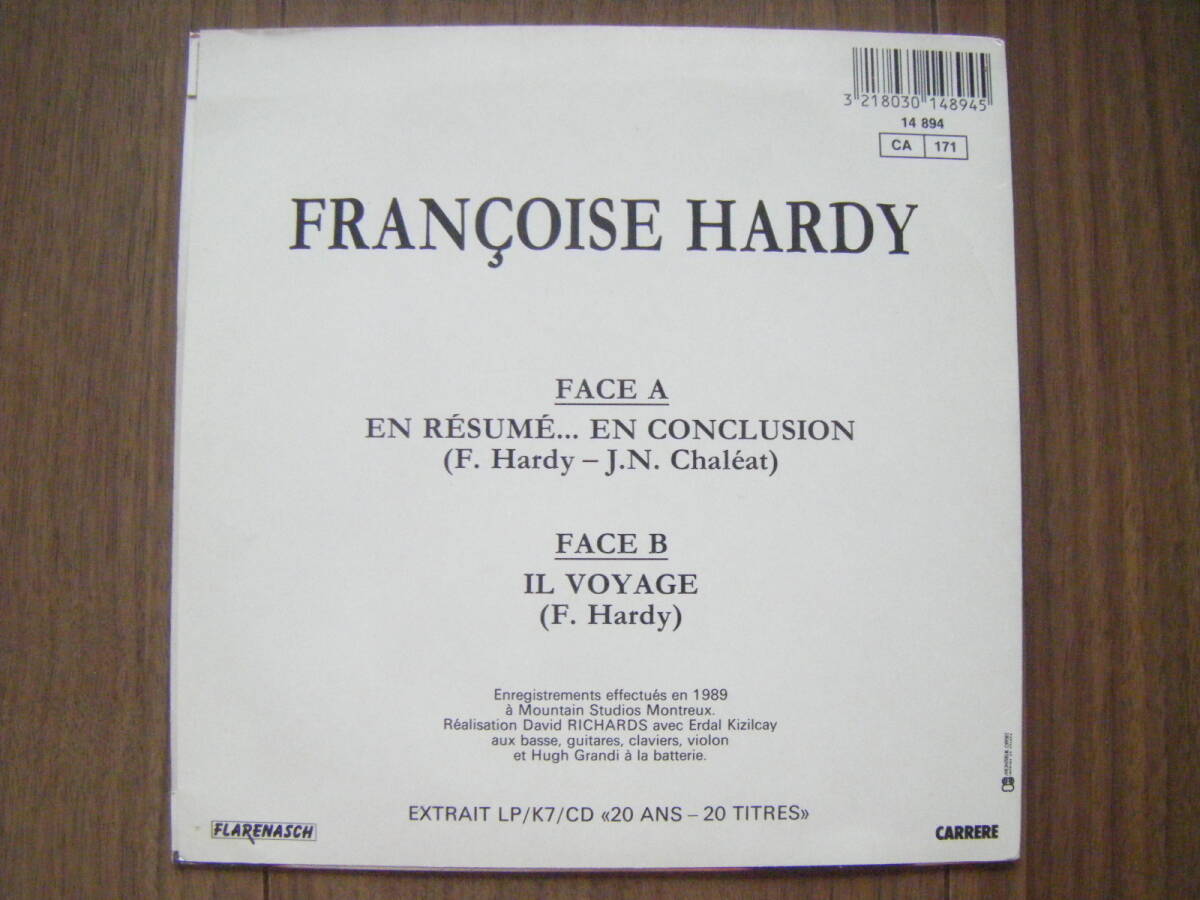 3 218030 148945
14 894
CA 171
FRANÇOISE HARDY
FACE A
EN RÉSUMÉ... EN CONCLUSION
(F. Hardy – J.N. Chaléat)
FACE B
IL VOYAGE
(F. Hardy)
Enregistrements effectués en 1989
à Mountain Studios Montreux.
Réalisation David RICHARDS avec Erdal Kizilcay
aux basse, guitares, claviers, violon
et Hugh Grandi à la batterie.
EXTRAIT LP/K7/CD «20 ANS – 20 TITRES»
FLARENASCH
CARRERE